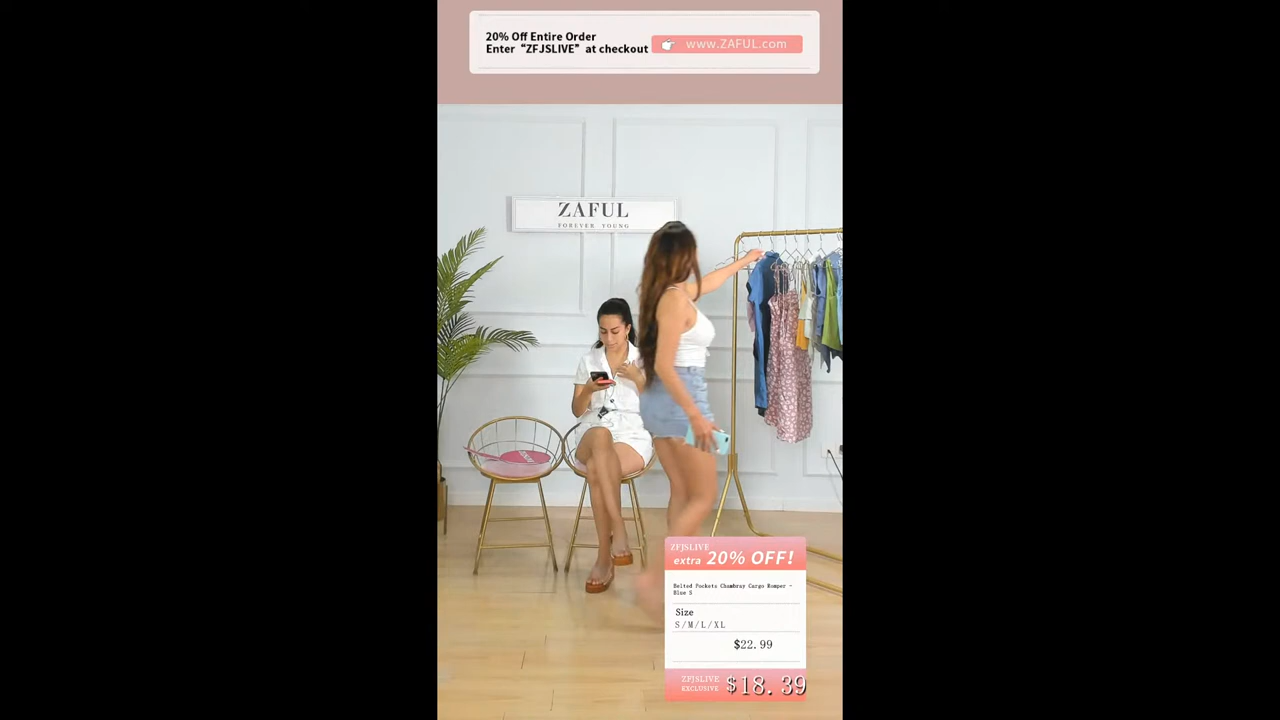 20% Off Entire Order
Enter “ZFJSLIVE” at checkout
www.ZAFUL.com
ZAFUL
FOREVER YOUNG
ZFJSLIVE
extra 20% OFF!
Belted Pockets Chambray Cargo Romper -
Blue S
Size
S/M/L/XL
$22.99
ZFJSLIVE
EXCLUSIVE
$18.39